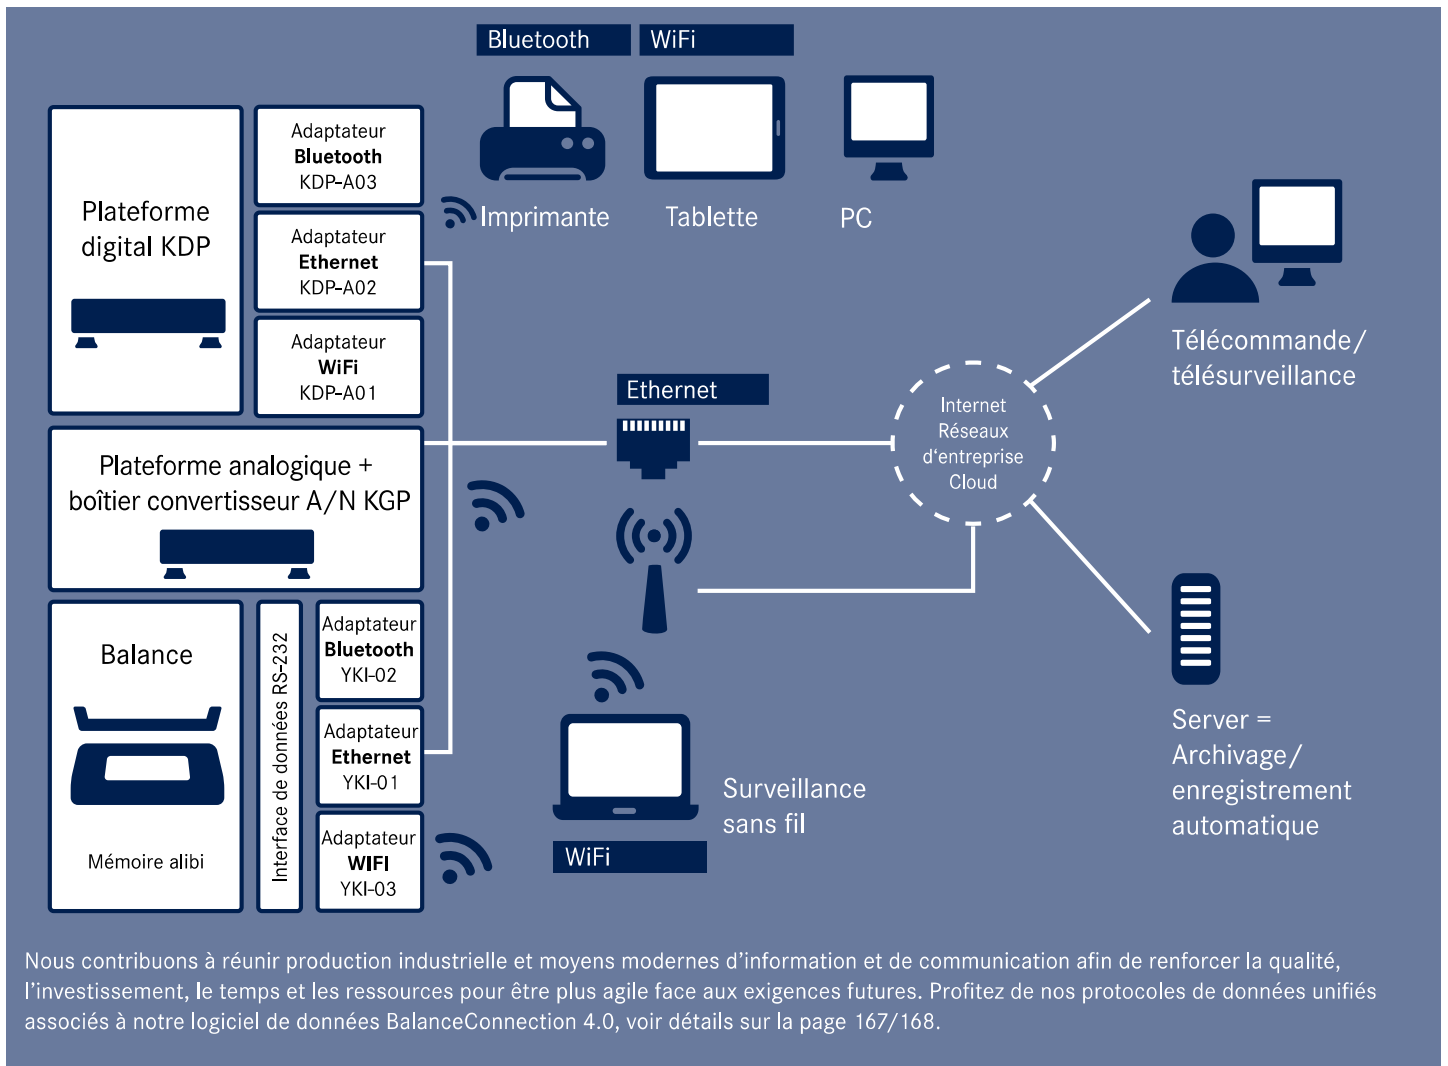 Bluetooth
WiFi
Imprimante
Tablette
PC
Plateforme
digital KDP
Adaptateur
Bluetooth
KDP-A03
Adaptateur
Ethernet
KDP-A02
Adaptateur
WiFi
KDP-A01
Plateforme analogique +
boîtier convertisseur A/N KGP
Balance
Mémoire alibi
Interface de données RS-232
Adaptateur
Bluetooth
YKI-02
Adaptateur
Ethernet
YKI-01
Adaptateur
WIFI
YKI-03
Ethernet
Surveillance
sans fil
WiFi
Internet
Réseaux
d‘entreprise
Cloud
Télécommande/
télésurveillance
Server =
Archivage/
enregistrement
automatique
Nous contribuons à réunir production industrielle et moyens modernes d’information et de communication afin de renforcer la qualité,
l’investissement, le temps et les ressources pour être plus agile face aux exigences futures. Profitez de nos protocoles de données unifiés
associés à notre logiciel de données BalanceConnection 4.0, voir détails sur la page 167/168.